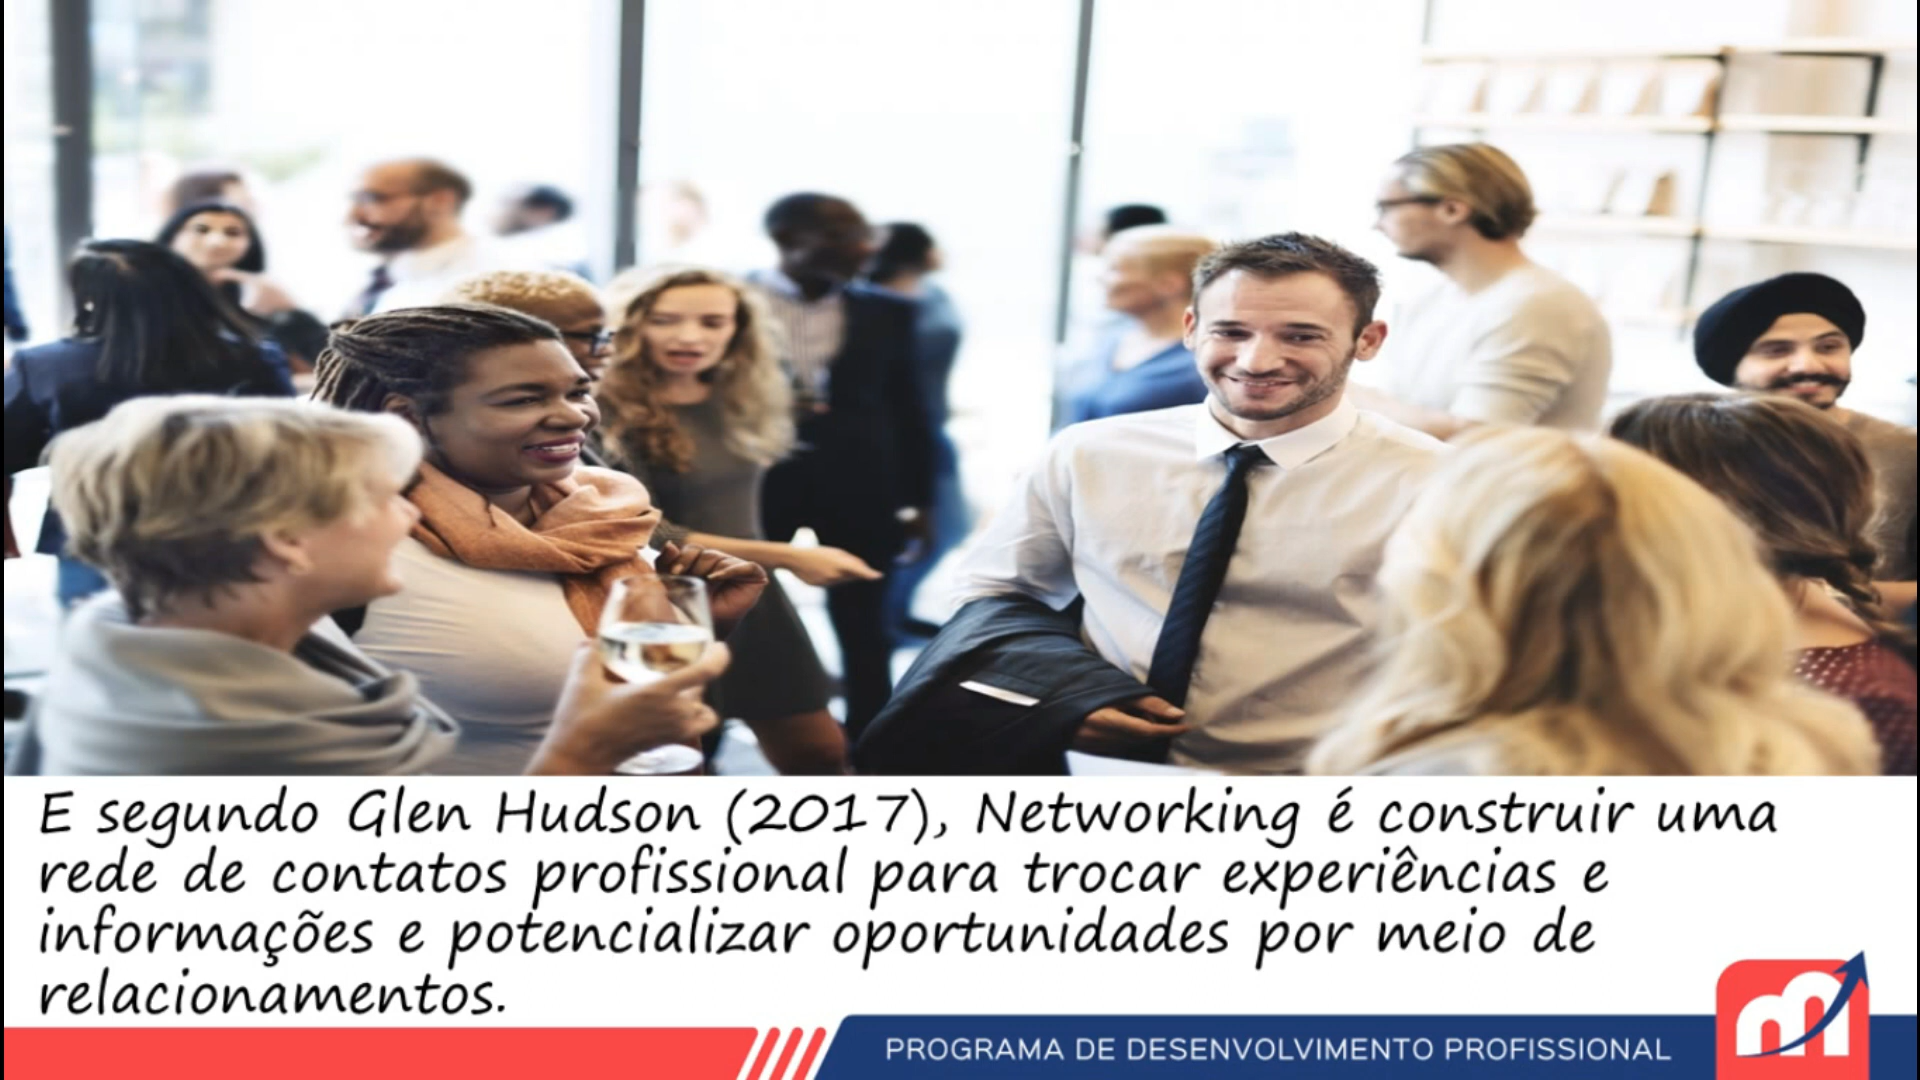 E segundo Glen Hudson (2017), Networking é construir uma
rede de contatos profissional para trocar experiências e
informações e potencializar oportunidades por meio de
relacionamentos.
PROGRAMA DE DESENVOLVIMENTO PROFISSIONAL